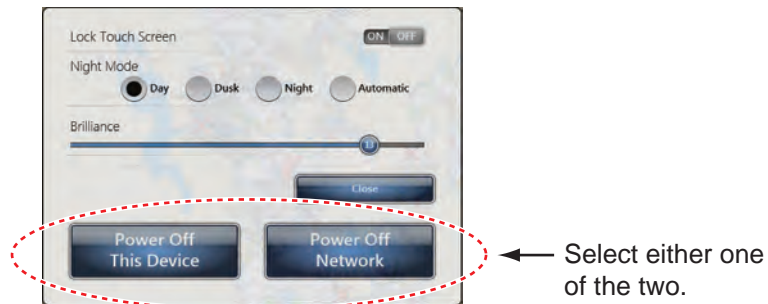 Lock Touch Screen
ON OFF
Night Mode
Day Dusk Night Automatic
Brilliance
13
Close
Power Off
This Device
Power Off
Network
Select either one
of the two.